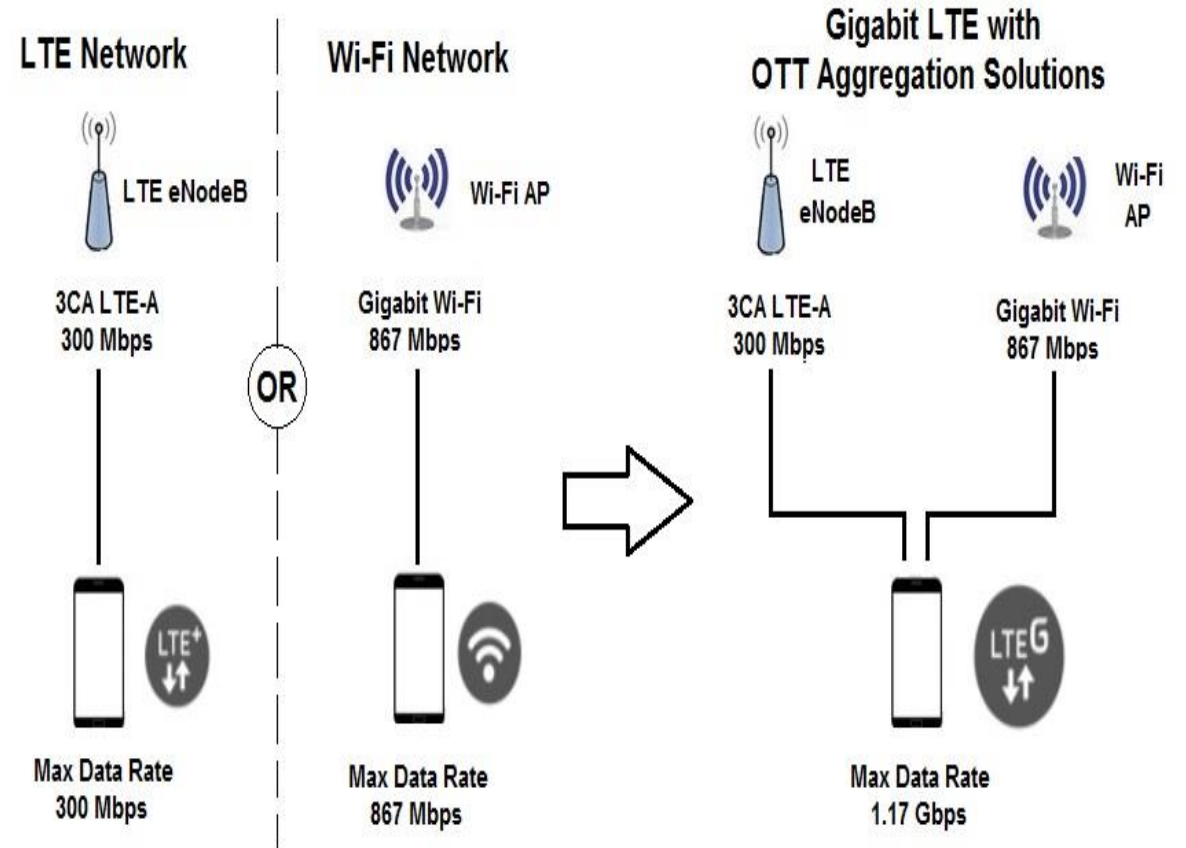 LTE Network
LTE eNodeB
3CA LTE-A
300 Mbps
LTE+
Max Data Rate
300 Mbps
OR
Wi-Fi Network
Wi-Fi AP
Gigabit Wi-Fi
867 Mbps
Max Data Rate
867 Mbps
Gigabit LTE with
OTT Aggregation Solutions
LTE
eNodeB
3CA LTE-A
300 Mbps
Wi-Fi
AP
Gigabit Wi-Fi
867 Mbps
LTE G
Max Data Rate
1.17 Gbps